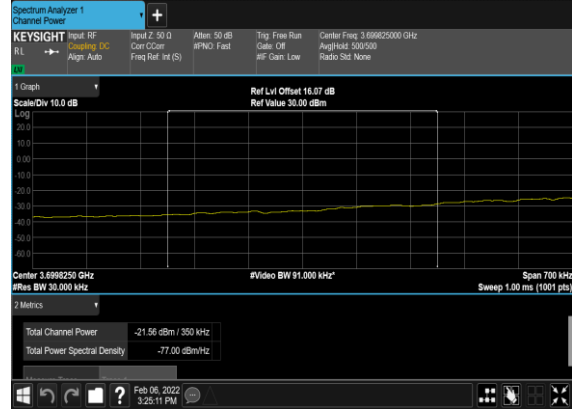 Spectrum Analyzer 1
Channel Power
+
KEYSIGHT Input: RF Input Z: 50 Ω Atten: 50 dB Trig: Free Run Center Freq: 3.699825000 GHz
RL Coupling: DC Corr CCorr #PNO: Fast Gate: Off Avg|Hold: 500/500
Align: Auto Freq Ref: Int (S) #IF Gain: Low Radio Std: None
1 Graph
Ref Lvl Offset 16.07 dB
Scale/Div 10.0 dB Ref Value 30.00 dBm
Log
20.0
10.0
0.00
-10.0
-20.0
-30.0
-40.0
-50.0
-60.0
Center 3.6998250 GHz #Video BW 91.000 kHz* Span 700 kHz
#Res BW 30.000 kHz Sweep 1.00 ms (1001 pts)
2 Metrics
Total Channel Power -21.56 dBm / 350 kHz
Total Power Spectral Density -77.00 dBm/Hz
? Feb 06, 2022
3:25:11 PM